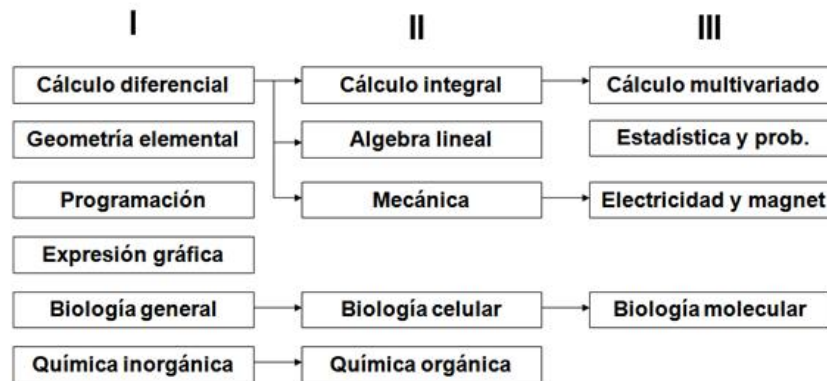 I II III
Cálculo diferencial Cálculo integral Cálculo multivariado
Geometría elemental Algebra lineal Estadística y prob.
Programación Mecánica Electricidad y magnet
Expresión gráfica
Biología general Biología celular Biología molecular
Química inorgánica Química orgánica